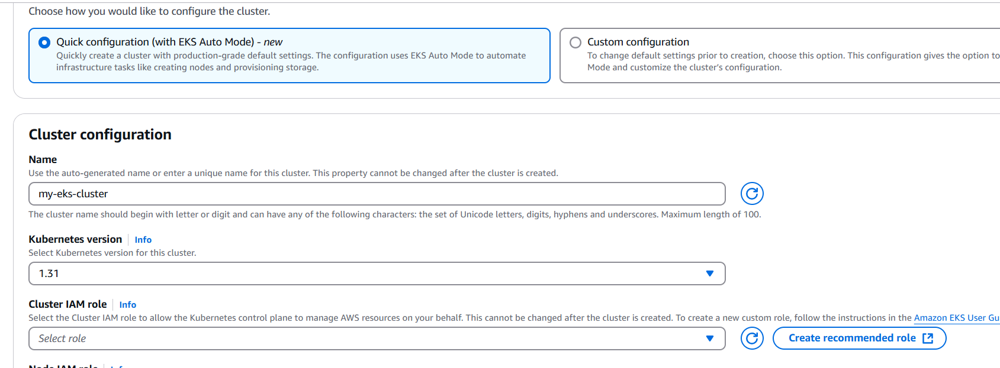 Choose how you would like to configure the cluster.
Quick configuration (with EKS Auto Mode) - new
Quickly create a cluster with production-grade default settings. The configuration uses EKS Auto Mode to automate
infrastructure tasks like creating nodes and provisioning storage.
Custom configuration
To change default settings prior to creation, choose this option. This configuration gives the option to
Mode and customize the cluster's configuration.
Cluster configuration
Name
Use the auto-generated name or enter a unique name for this cluster. This property cannot be changed after the cluster is created.
my-eks-cluster
The cluster name should begin with letter or digit and can have any of the following characters: the set of Unicode letters, digits, hyphens and underscores. Maximum length of 100.
Kubernetes version Info
Select Kubernetes version for this cluster.
1.31
Cluster IAM role Info
Select the Cluster IAM role to allow the Kubernetes control plane to manage AWS resources on your behalf. This cannot be changed after the cluster is created. To create a new custom role, follow the instructions in the Amazon EKS User Gu
Select role
Create recommended role
Node IAM role Info